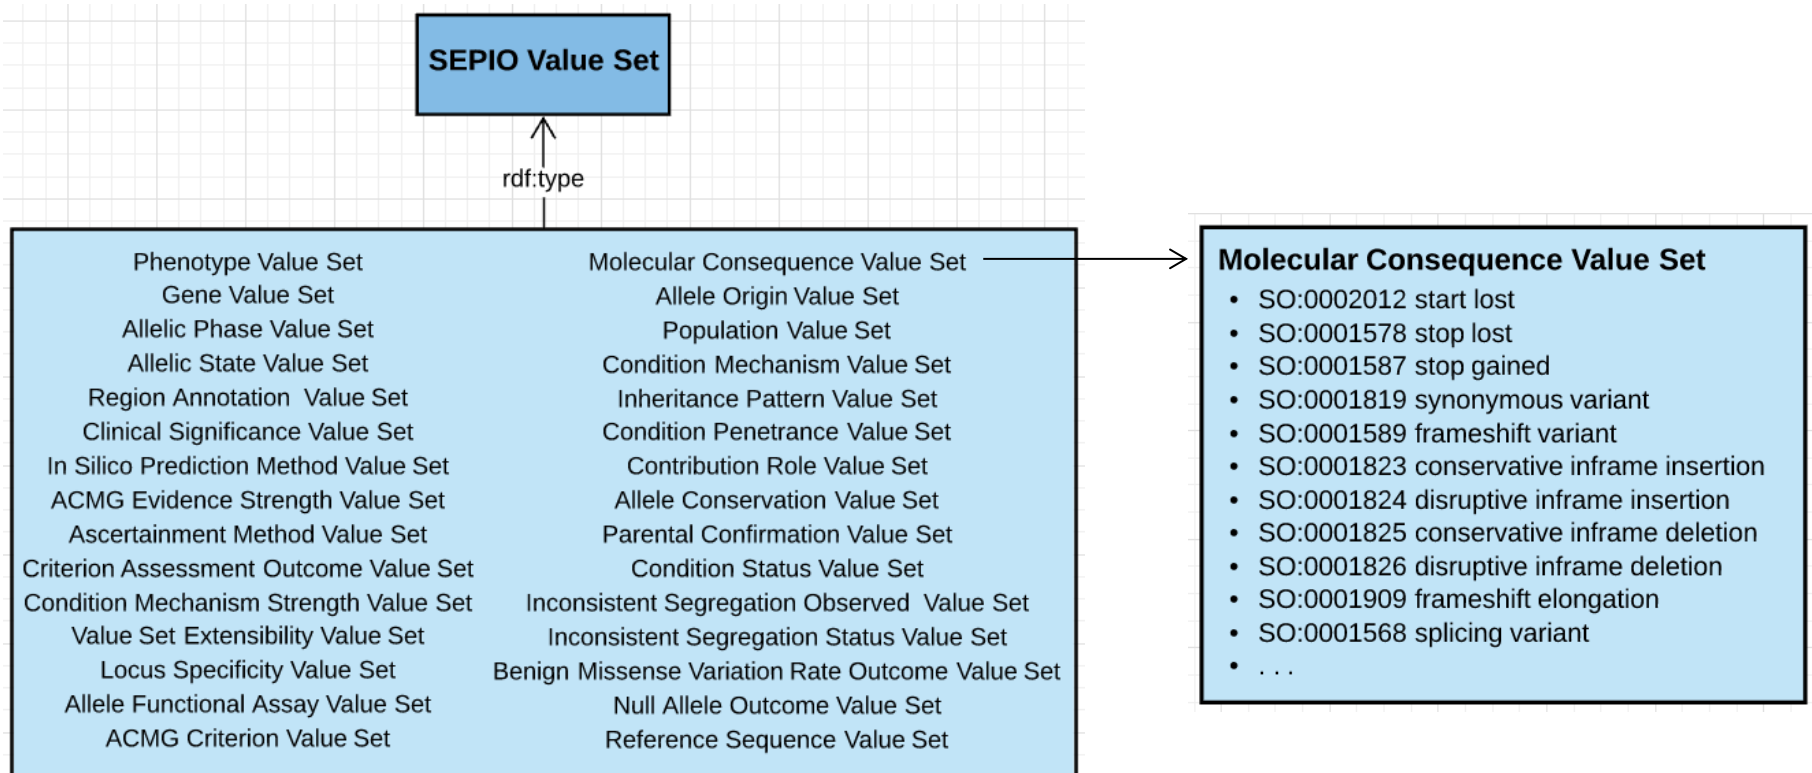 SEPIO Value Set
rdf:type
Phenotype Value Set
Gene Value Set
Allelic Phase Value Set
Allelic State Value Set
Region Annotation  Value Set
Clinical Significance Value Set
In Silico Prediction Method Value Set
ACMG Evidence Strength Value Set
Ascertainment Method Value Set
Criterion Assessment Outcome Value Set
Condition Mechanism Strength Value Set
Value Set Extensibility Value Set
Locus Specificity Value Set
Allele Functional Assay Value Set
ACMG Criterion Value Set
Molecular Consequence Value Set
Allele Origin Value Set
Population Value Set
Condition Mechanism Value Set
Inheritance Pattern Value Set
Condition Penetrance Value Set
Contribution Role Value Set
Allele Conservation Value Set
Parental Confirmation Value Set
Condition Status Value Set
Inconsistent Segregation Observed  Value Set
Inconsistent Segregation Status Value Set
Benign Missense Variation Rate Outcome Value Set
Null Allele Outcome Value Set
Reference Sequence Value Set
Molecular Consequence Value Set
• SO:0002012 start lost
• SO:0001578 stop lost
• SO:0001587 stop gained
• SO:0001819 synonymous variant
• SO:0001589 frameshift variant
• SO:0001823 conservative inframe insertion
• SO:0001824 disruptive inframe insertion
• SO:0001825 conservative inframe deletion
• SO:0001826 disruptive inframe deletion
• SO:0001909 frameshift elongation
• SO:0001568 splicing variant
• . . .